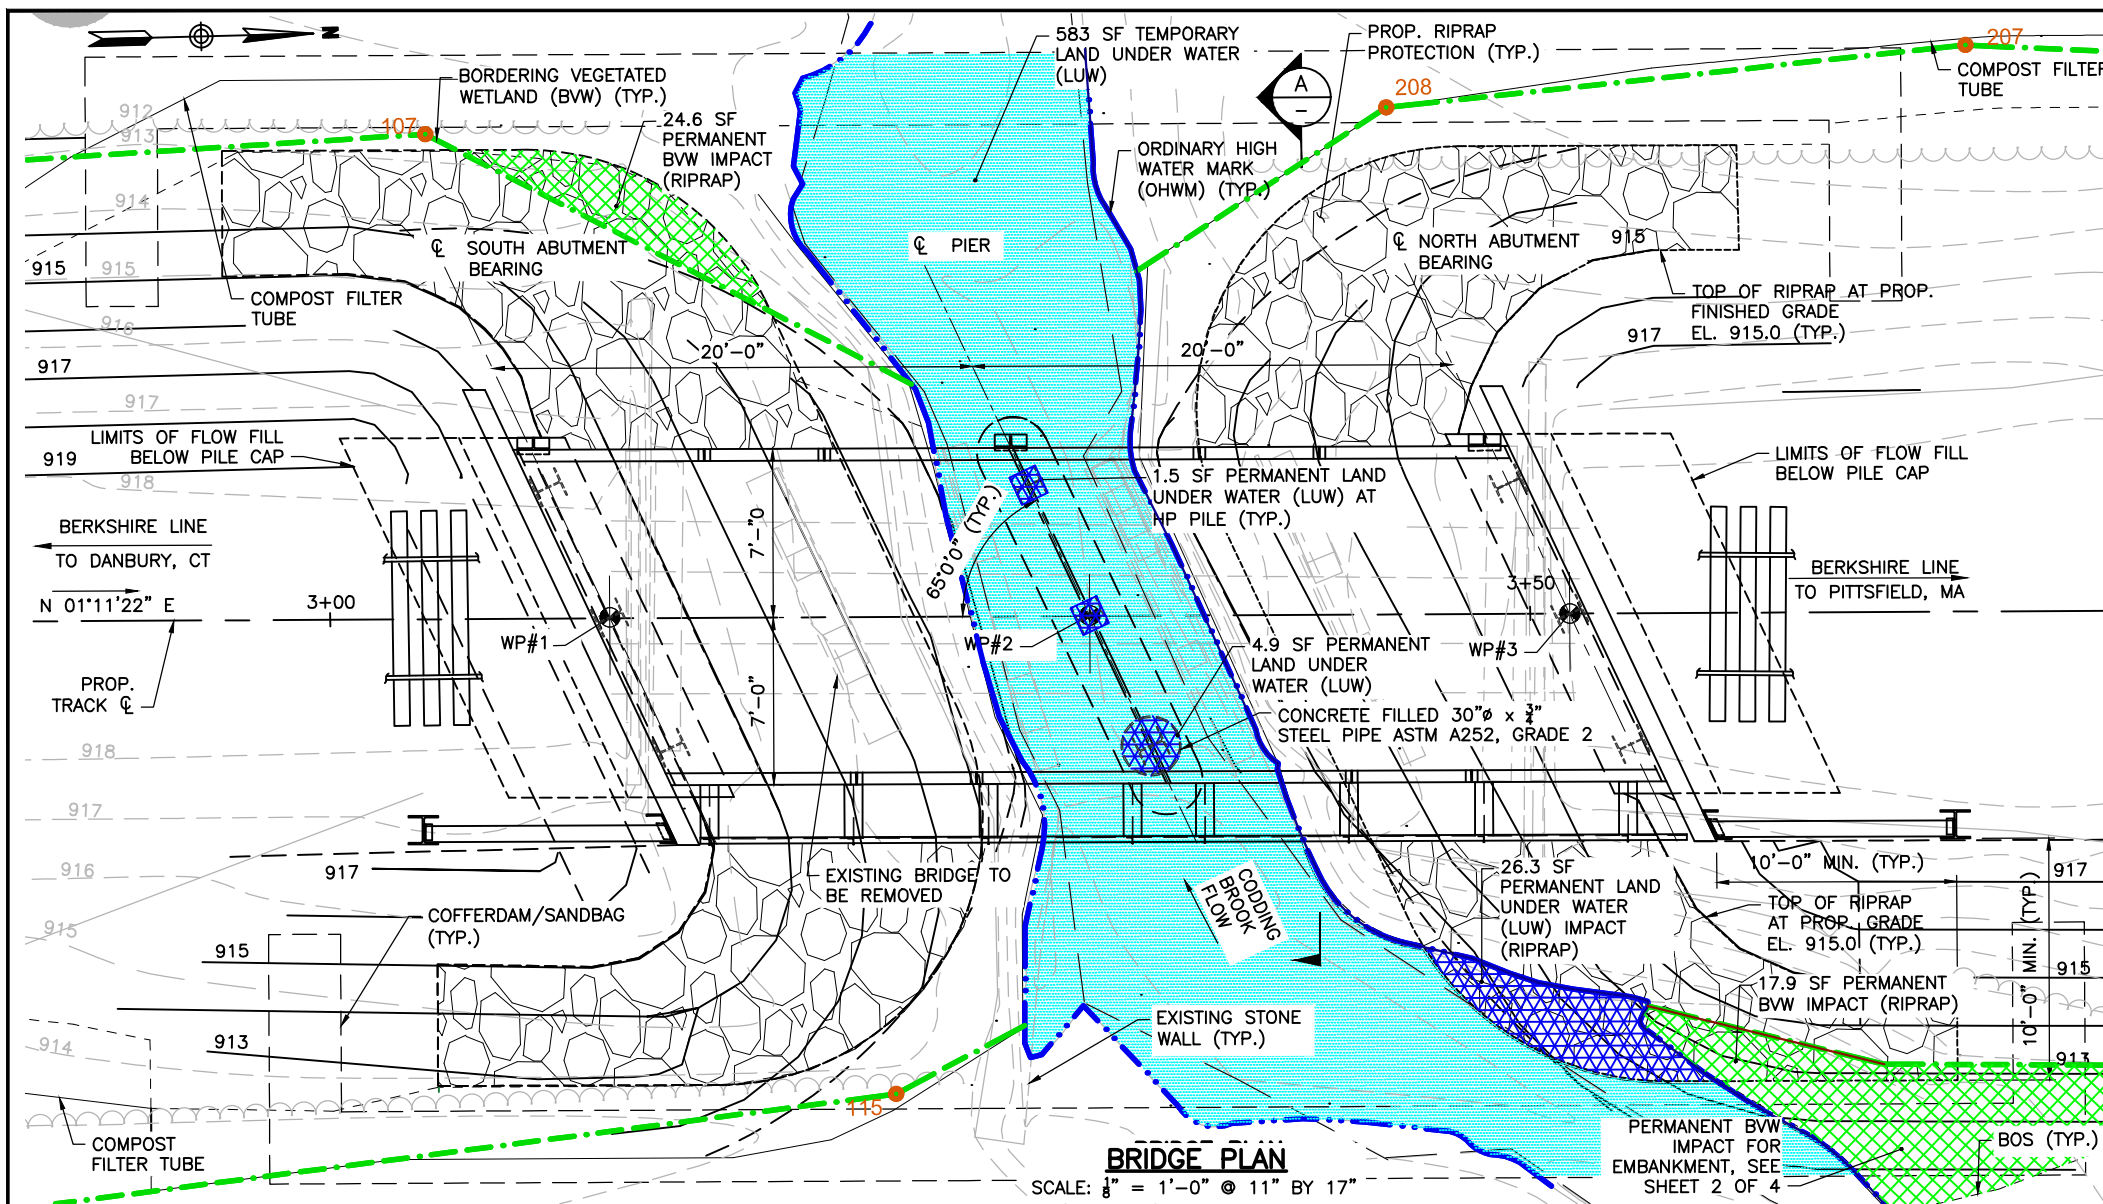 N
583 SF TEMPORARY
LAND UNDER WATER
(LUW)
PROP. RIPRAP
PROTECTION (TYP.)
207
COMPOST FILTER
TUBE
BORDERING VEGETATED
WETLAND (BVW) (TYP.)
A
-
208
912
913
107
24.6 SF
PERMANENT
BVW IMPACT
(RIPRAP)
ORDINARY HIGH
WATER MARK
(OHWM) (TYP.)
914
℄ SOUTH ABUTMENT
BEARING
℄ PIER
℄ NORTH ABUTMENT
BEARING
915
915
915
COMPOST FILTER
TUBE
TOP OF RIPRAP AT PROP.
FINISHED GRADE
EL. 915.0 (TYP.)
916
917
20'-0"
20'-0"
917
917
LIMITS OF FLOW FILL
BELOW PILE CAP
919
918
LIMITS OF FLOW FILL
BELOW PILE CAP
1.5 SF PERMANENT LAND
UNDER WATER (LUW) AT
HP PILE (TYP.)
65°0'0" (TYP.)
7'-0
BERKSHIRE LINE
TO DANBURY, CT
N 01°11'22" E
3+00
3+50
BERKSHIRE LINE
TO PITTSFIELD, MA
WP#1
WP#2
WP#3
4.9 SF PERMANENT
LAND UNDER
WATER (LUW)
PROP.
TRACK ℄
7'-0"
CONCRETE FILLED 30"ø x 3/4"
STEEL PIPE ASTM A252, GRADE 2
918
917
916
917
EXISTING BRIDGE TO
BE REMOVED
CODDING
BROOK
FLOW
26.3 SF
PERMANENT LAND
UNDER WATER
(LUW) IMPACT
(RIPRAP)
10'-0" MIN. (TYP.)
917
TOP OF RIPRAP
AT PROP. GRADE
EL. 915.0 (TYP.)
10'-0" MIN. (TYP.)
COFFERDAM/SANDBAG
(TYP.)
915
915
915
17.9 SF PERMANENT
BVW IMPACT (RIPRAP)
EXISTING STONE
WALL (TYP.)
914
913
913
115
COMPOST
FILTER TUBE
PERMANENT BVW
IMPACT FOR
EMBANKMENT, SEE
SHEET 2 OF 4
BOS (TYP.)
BRIDGE PLAN
SCALE: 1/8" = 1'-0" @ 11" BY 17"